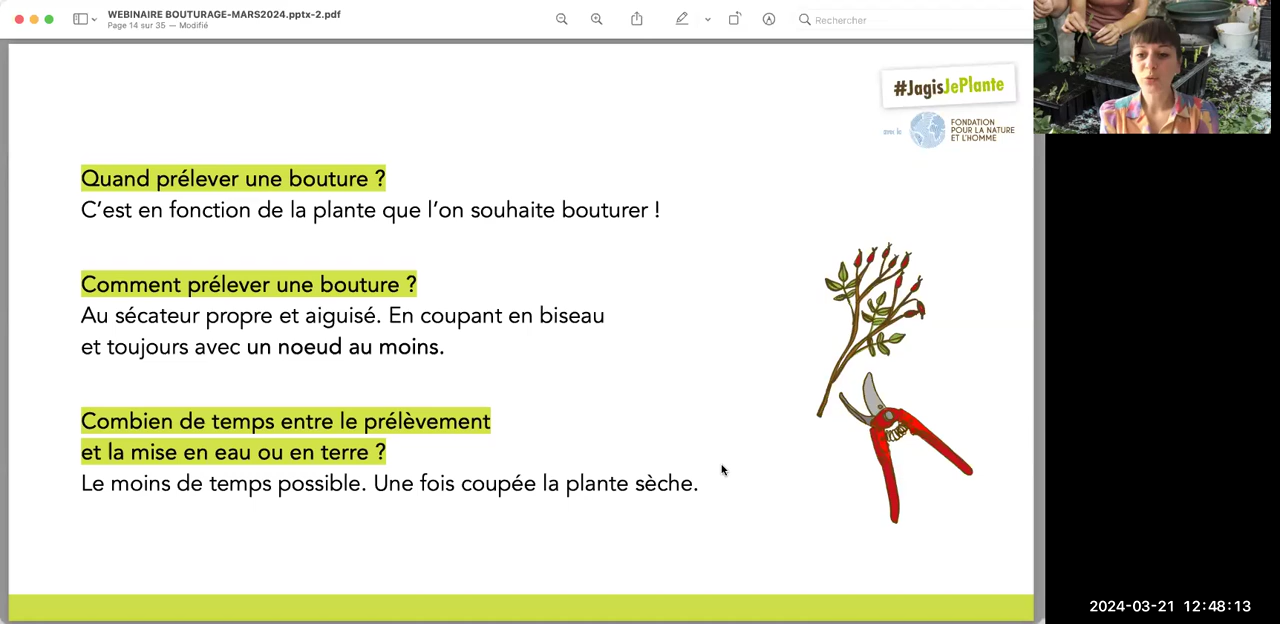 WEBINAIRE BOUTURAGE-MARS2024.pptx-2.pdf
Page 14 sur 35 — Modifié
Rechercher
#JagisJePlante
avec la
FONDATION
POUR LA NATURE
ET L'HOMME
Quand prélever une bouture ?
C'est en fonction de la plante que l'on souhaite bouturer !
Comment prélever une bouture ?
Au sécateur propre et aiguisé. En coupant en biseau
et toujours avec un noeud au moins.
Combien de temps entre le prélèvement
et la mise en eau ou en terre ?
Le moins de temps possible. Une fois coupée la plante sèche.
2024-03-21 12:48:13